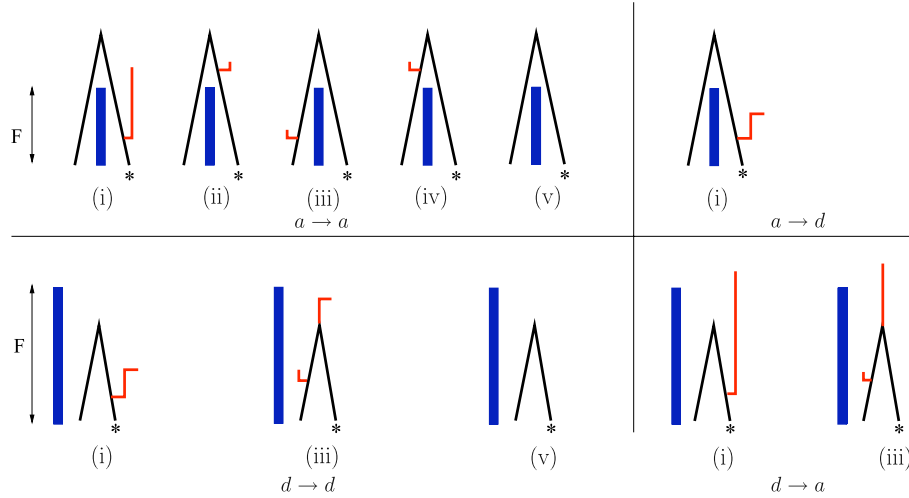 F
* * * * * *
(i) (ii) (iii) (iv) (v) (i)
a → a a → d
F
* * * * *
(i) (iii) (v) (i) (iii)
d → d d → a